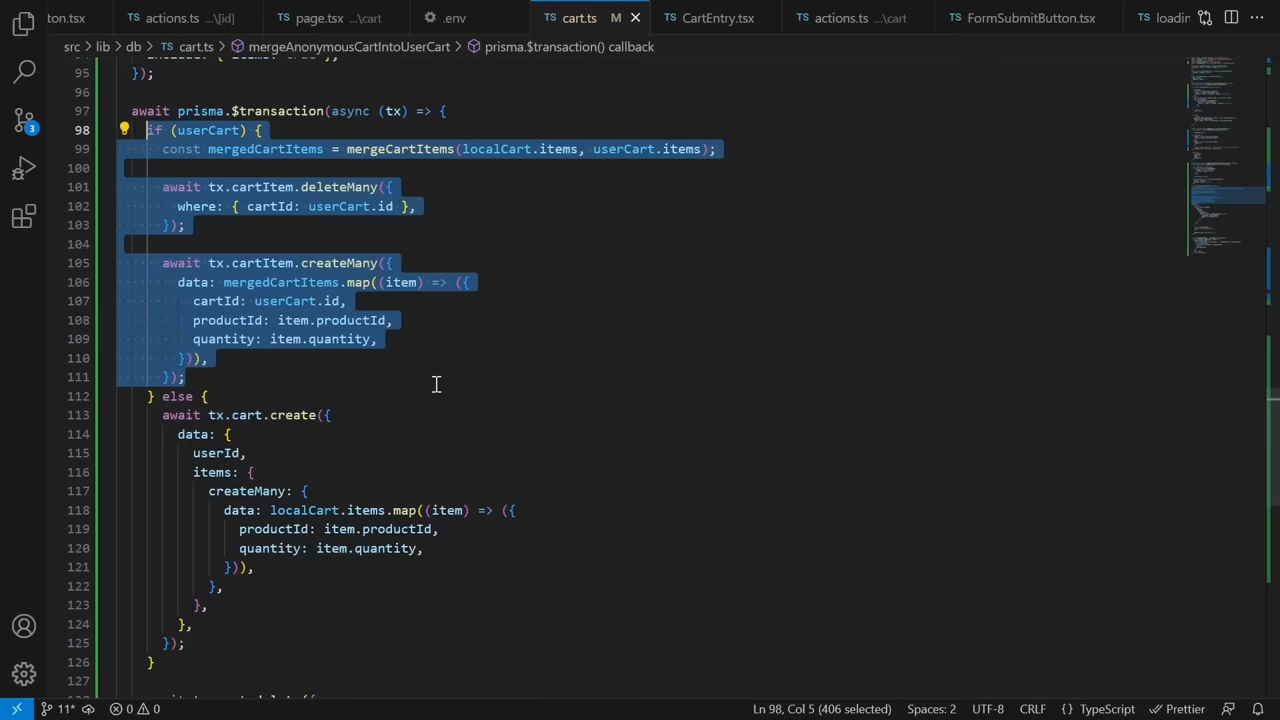 ton.tsx
actions.ts ...\[id]
page.tsx ...\cart
.env
cart.ts M
CartEntry.tsx
actions.ts ...\cart
FormSubmitButton.tsx
loadin
src > lib > db > cart.ts > mergeAnonymousCartIntoUserCart > prisma.$transaction() callback
95 });
96
97 await prisma.$transaction(async (tx) => {
98 if (userCart) {
99 const mergedCartItems = mergeCartItems(localCart.items, userCart.items);
100
101 await tx.cartItem.deleteMany({
102 where: { cartId: userCart.id },
103 });
104
105 await tx.cartItem.createMany({
106 data: mergedCartItems.map((item) => ({
107 cartId: userCart.id,
108 productId: item.productId,
109 quantity: item.quantity,
110 })),
111 });
112 } else {
113 await tx.cart.create({
114 data: {
115 userId,
116 items: {
117 createMany: {
118 data: localCart.items.map((item) => ({
119 productId: item.productId,
120 quantity: item.quantity,
121 })),
122 },
123 },
124 },
125 });
126 }
127
3
11* 0 0 Ln 98, Col 5 (406 selected) Spaces: 2 UTF-8 CRLF {} TypeScript Prettier